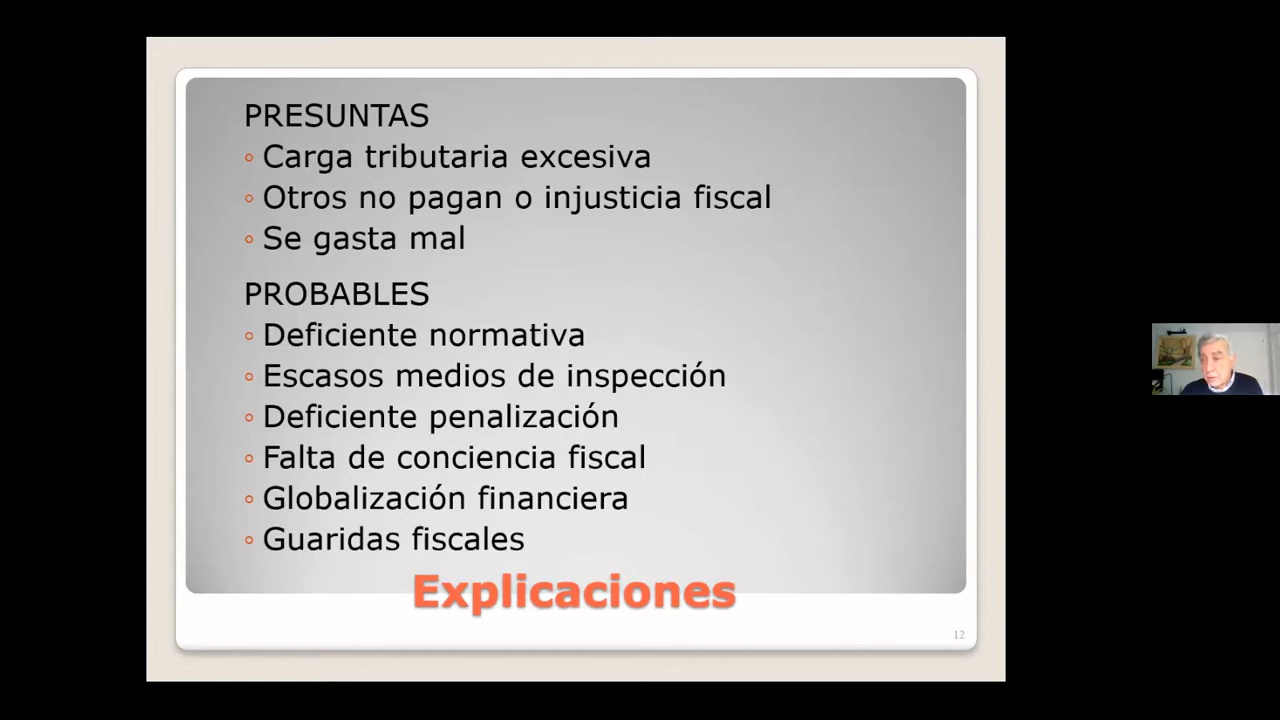 PRESUNTAS
◦ Carga tributaria excesiva
◦ Otros no pagan o injusticia fiscal
◦ Se gasta mal
PROBABLES
◦ Deficiente normativa
◦ Escasos medios de inspección
◦ Deficiente penalización
◦ Falta de conciencia fiscal
◦ Globalización financiera
◦ Guaridas fiscales
Explicaciones
12